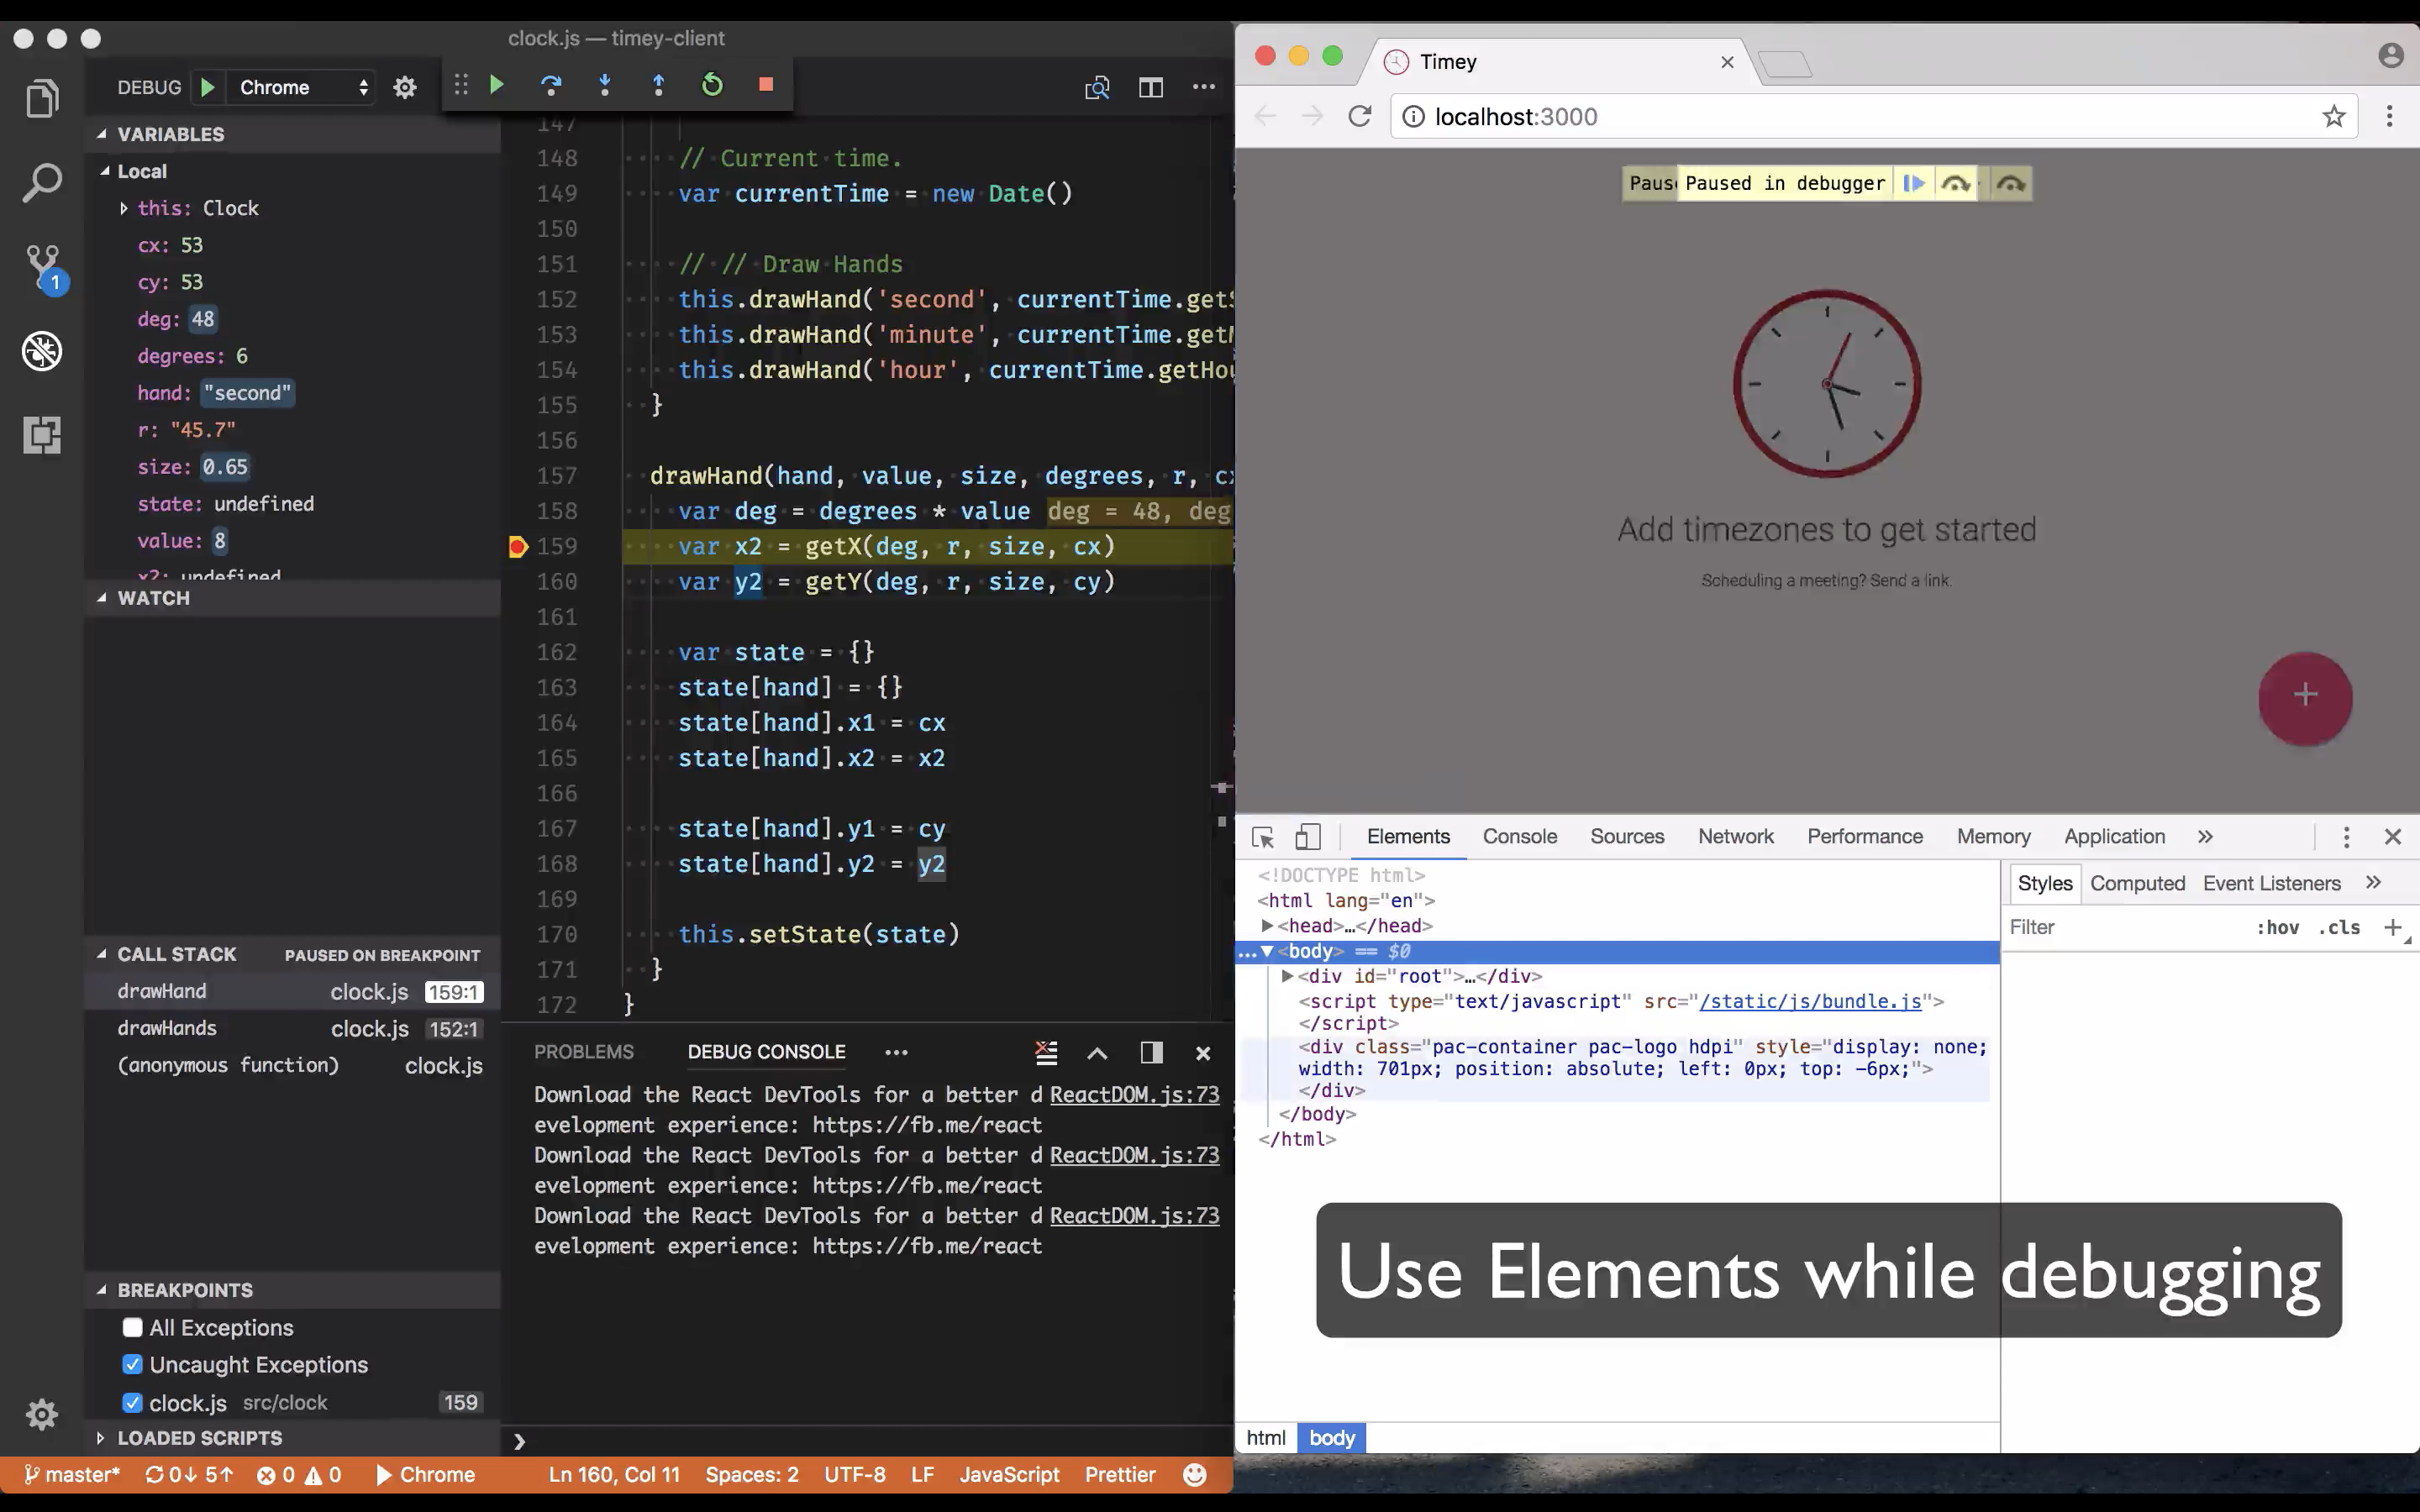 clock.js — timey-client
DEBUG Chrome
VARIABLES
Local
this: Clock
cx: 53
cy: 53
deg: 48
degrees: 6
hand: "second"
r: "45.7"
size: 0.65
state: undefined
value: 8
x2: undefined
WATCH
CALL STACK PAUSED ON BREAKPOINT
drawHand clock.js 159:1
drawHands clock.js 152:1
(anonymous function) clock.js
BREAKPOINTS
All Exceptions
Uncaught Exceptions
clock.js src/clock 159
LOADED SCRIPTS
1
147
148 // Current time.
149 var currentTime = new Date()
150
151 // // Draw Hands
152 this.drawHand('second', currentTime.get
153 this.drawHand('minute', currentTime.get
154 this.drawHand('hour', currentTime.getHo
155 }
156
157 drawHand(hand, value, size, degrees, r, c
158 var deg = degrees * value deg = 48, deg
159 var x2 = getX(deg, r, size, cx)
160 var y2 = getY(deg, r, size, cy)
161
162 var state = {}
163 state[hand] = {}
164 state[hand].x1 = cx
165 state[hand].x2 = x2
166
167 state[hand].y1 = cy
168 state[hand].y2 = y2
169
170 this.setState(state)
171 }
172 }
PROBLEMS DEBUG CONSOLE
Download the React DevTools for a better d ReactDOM.js:73
evelopment experience: https://fb.me/react
Download the React DevTools for a better d ReactDOM.js:73
evelopment experience: https://fb.me/react
Download the React DevTools for a better d ReactDOM.js:73
evelopment experience: https://fb.me/react
master* 0↓ 5↑ 0 0 Chrome Ln 160, Col 11 Spaces: 2 UTF-8 LF JavaScript Prettier
Timey
localhost:3000
Paus Paused in debugger
Add timezones to get started
Scheduling a meeting? Send a link.
+
Elements Console Sources Network Performance Memory Application »
<!DOCTYPE html>
<html lang="en">
<head>…</head>
… <body> == $0
<div id="root">…</div>
<script type="text/javascript" src="/static/js/bundle.js">
</script>
<div class="pac-container pac-logo hdpi" style="display: none;
width: 701px; position: absolute; left: 0px; top: -6px;">
</div>
</body>
</html>
Styles Computed Event Listeners »
Filter :hov .cls +
Use Elements while debugging
html body